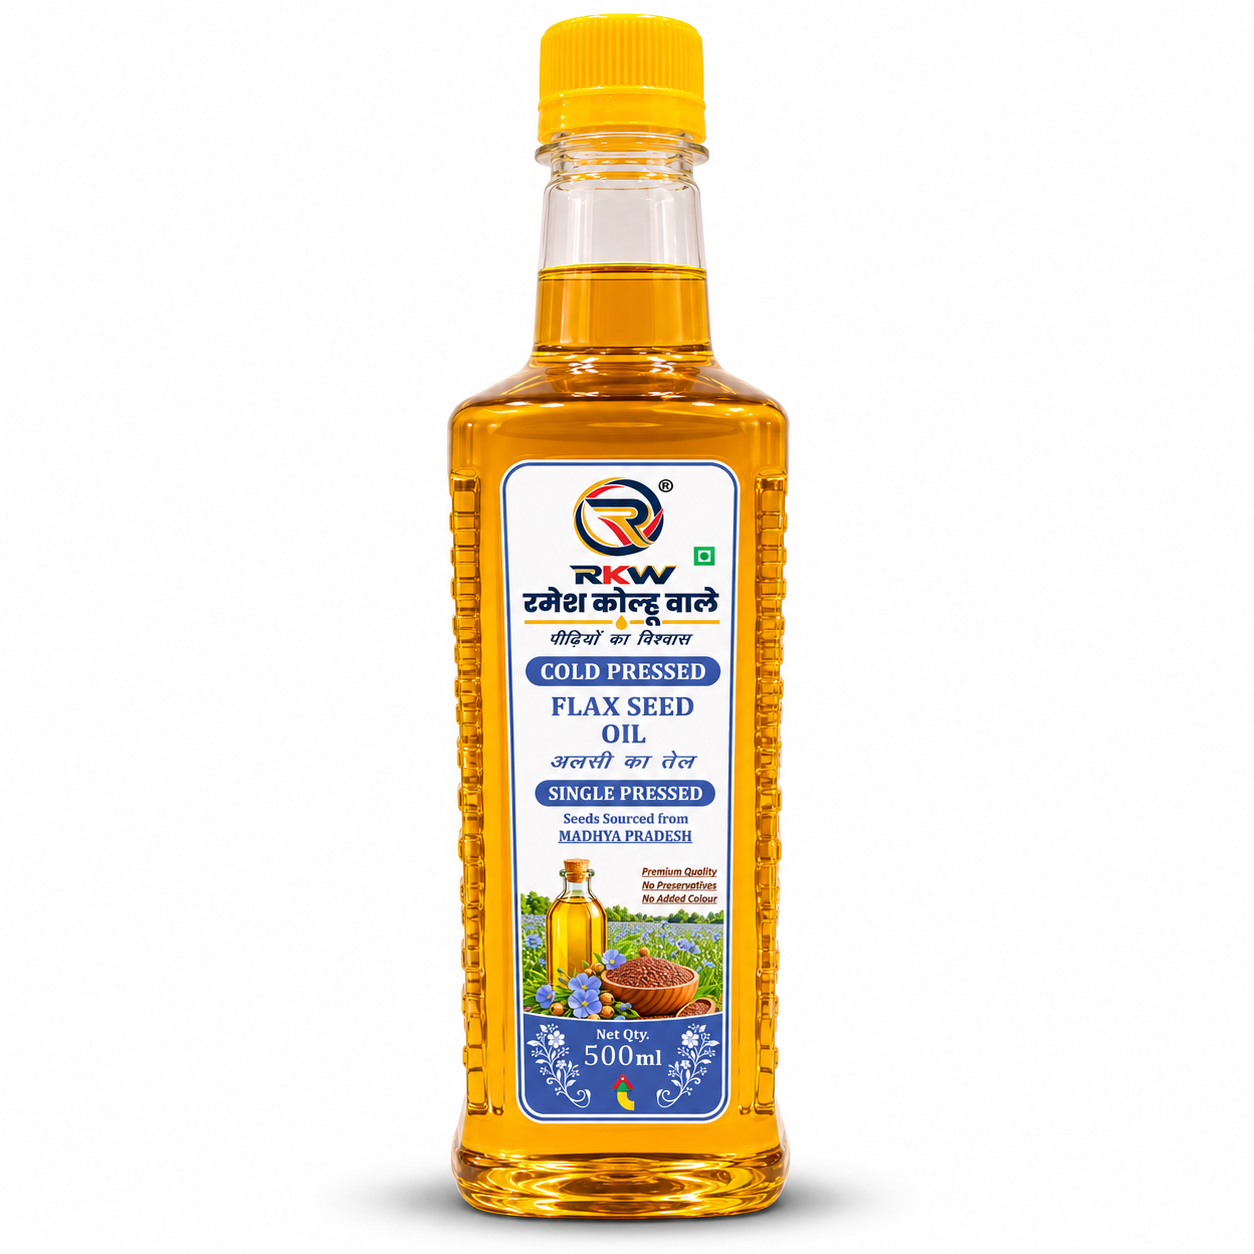 ®
RKW
रमेश कोल्हू वाले
पीढ़ियों का विश्वास
COLD PRESSED
FLAX SEED
OIL
अलसी का तेल
SINGLE PRESSED
Seeds Sourced from
MADHYA PRADESH
Premium Quality
No Preservatives
No Added Colour
Net Qty.
500ml